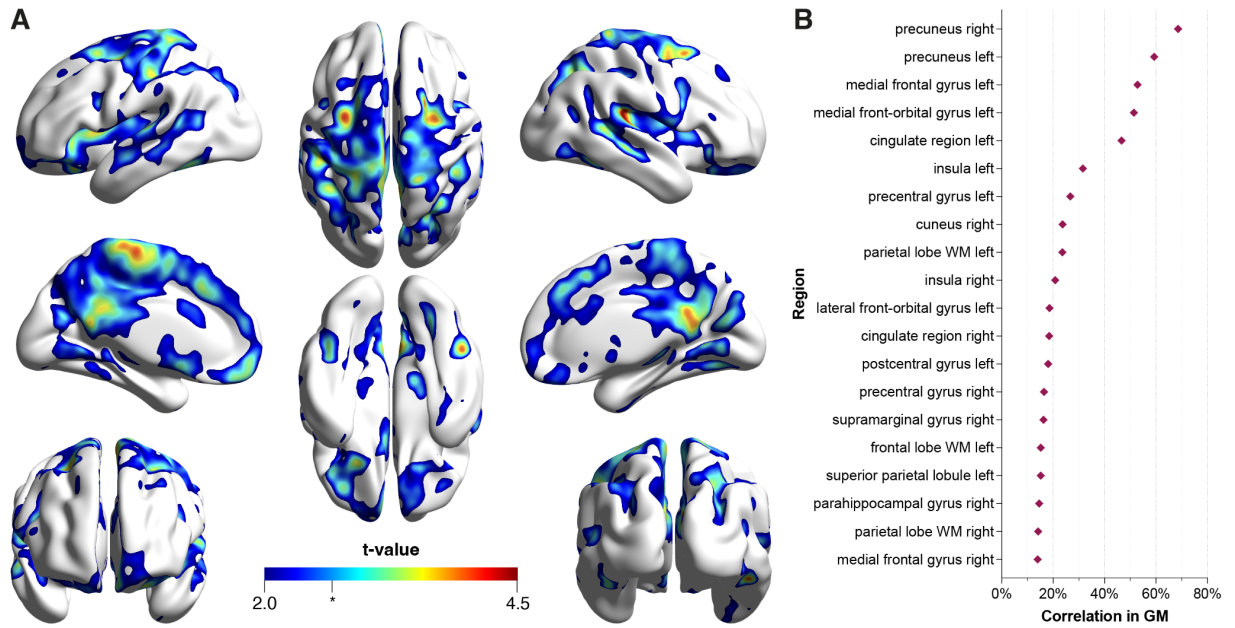 A
B
t-value
2.0
*
4.5
Region
precuneus right
precuneus left
medial frontal gyrus left
medial front-orbital gyrus left
cingulate region left
insula left
precentral gyrus left
cuneus right
parietal lobe WM left
insula right
lateral front-orbital gyrus left
cingulate region right
postcentral gyrus left
precentral gyrus right
supramarginal gyrus right
frontal lobe WM left
superior parietal lobule left
parahippocampal gyrus right
parietal lobe WM right
medial frontal gyrus right
0% 20% 40% 60% 80%
Correlation in GM